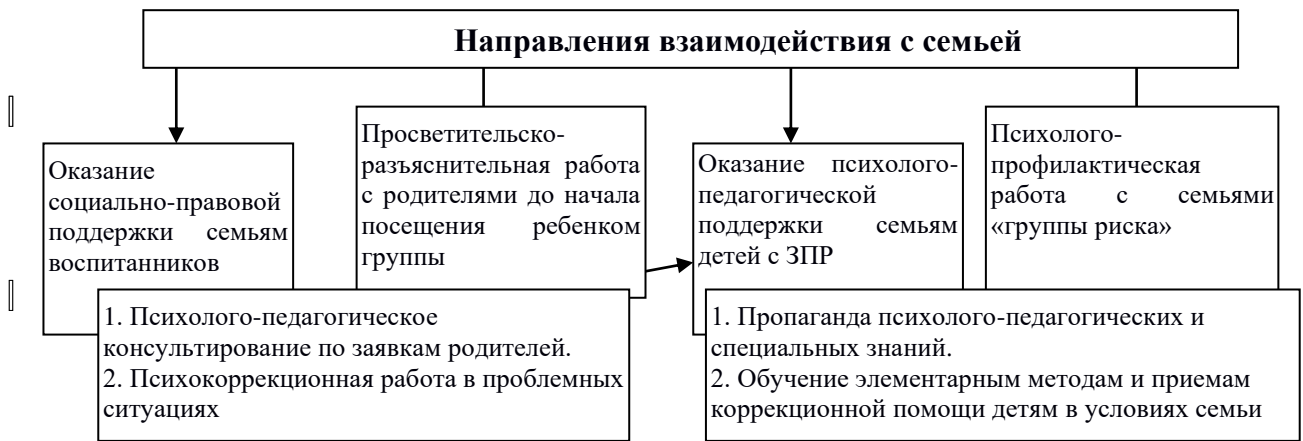 Направления взаимодействия с семьей
Оказание
социально-правовой
поддержки семьям
воспитанников
Просветительско-
разъяснительная работа
с родителями до начала
посещения ребенком
группы
Оказание психолого-
педагогической
поддержки семьям
детей с ЗПР
Психолого-
профилактическая
работа с семьями
«группы риска»
1. Психолого-педагогическое
консультирование по заявкам родителей.
2. Психокоррекционная работа в проблемных
ситуациях
1. Пропаганда психолого-педагогических и
специальных знаний.
2. Обучение элементарным методам и приемам
коррекционной помощи детям в условиях семьи